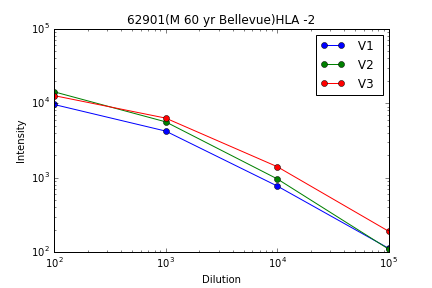 62901(M 60 yr Bellevue)HLA -2
10^5
10^4
10^3
10^2
Intensity
V1
V2
V3
10^2 10^3 10^4 10^5
Dilution